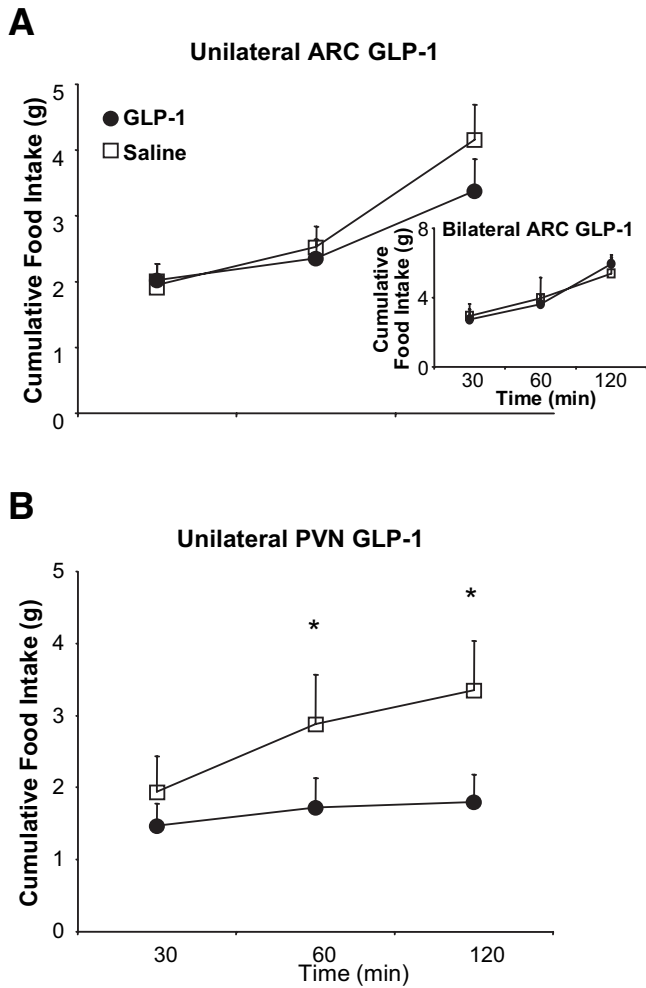 A
Unilateral ARC GLP-1
Cumulative Food Intake (g)
5
4
3
2
1
0
GLP-1
Saline
Bilateral ARC GLP-1
Cumulative
Food Intake (g)
8
4
0
30 60 120
Time (min)
B
Unilateral PVN GLP-1
Cumulative Food Intake (g)
5
4
3
2
1
0
*
*
30 60 120
Time (min)